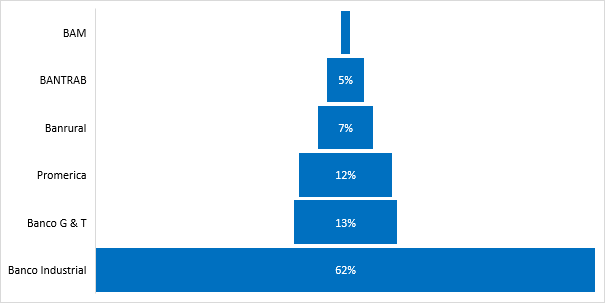 BAM
BANTRAB 5%
Banrural 7%
Promerica 12%
Banco G & T 13%
Banco Industrial 62%